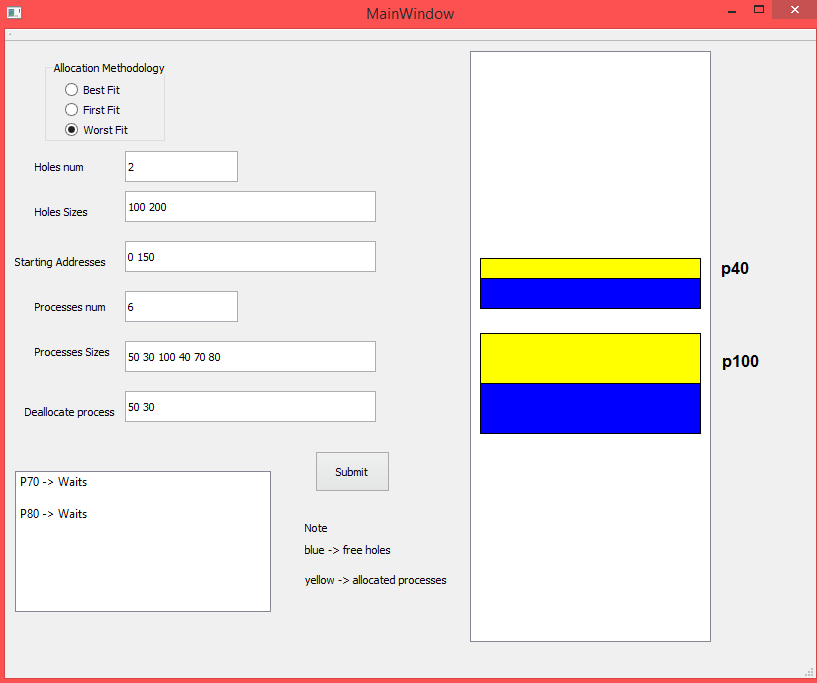 MainWindow
Allocation Methodology
Best Fit
First Fit
Worst Fit
Holes num
2
Holes Sizes
100 200
Starting Addresses
0 150
Processes num
6
Processes Sizes
50 30 100 40 70 80
Deallocate process
50 30
Submit
P70 -> Waits
P80 -> Waits
Note
blue -> free holes
yellow -> allocated processes
p40
p100